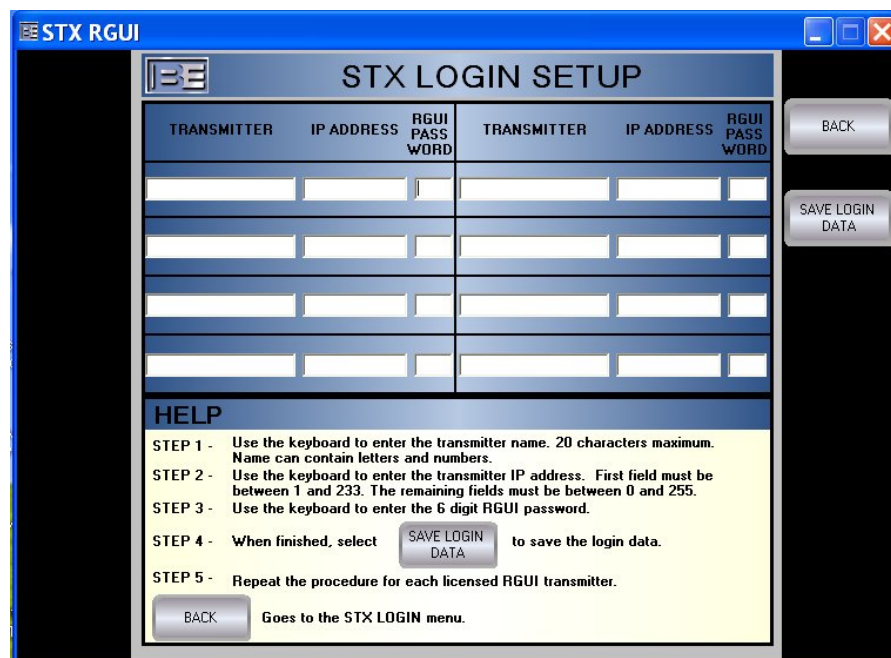 BE STX RGUI
BE STX LOGIN SETUP
TRANSMITTER IP ADDRESS RGUI PASS WORD TRANSMITTER IP ADDRESS RGUI PASS WORD
BACK
SAVE LOGIN
DATA
HELP
STEP 1 - Use the keyboard to enter the transmitter name. 20 characters maximum.
Name can contain letters and numbers.
STEP 2 - Use the keyboard to enter the transmitter IP address. First field must be
between 1 and 233. The remaining fields must be between 0 and 255.
STEP 3 - Use the keyboard to enter the 6 digit RGUI password.
STEP 4 - When finished, select SAVE LOGIN DATA to save the login data.
STEP 5 - Repeat the procedure for each licensed RGUI transmitter.
BACK Goes to the STX LOGIN menu.